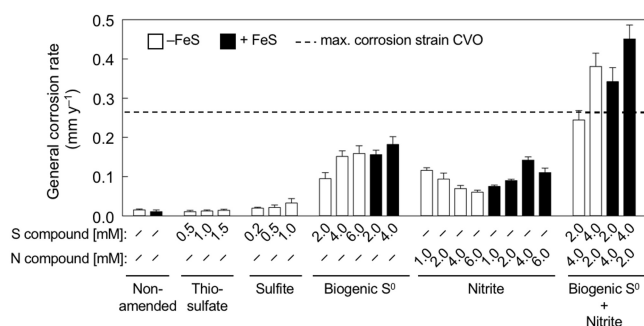 –FeS + FeS max. corrosion strain CVO
General corrosion rate
(mm y⁻¹)
0.5
0.4
0.3
0.2
0.1
0.0
S compound [mM]: – – 0.5 1.0 1.5 0.2 0.5 1.0 2.0 4.0 6.0 2.0 4.0 – – – – – – – – 2.0 4.0 2.0 4.0
N compound [mM]: – – – – – – – – – – – – – 1.0 2.0 4.0 6.0 1.0 2.0 4.0 6.0 4.0 2.0 4.0 2.0
Non-
amended
Thio-
sulfate
Sulfite
Biogenic S⁰
Nitrite
Biogenic S⁰
+
Nitrite